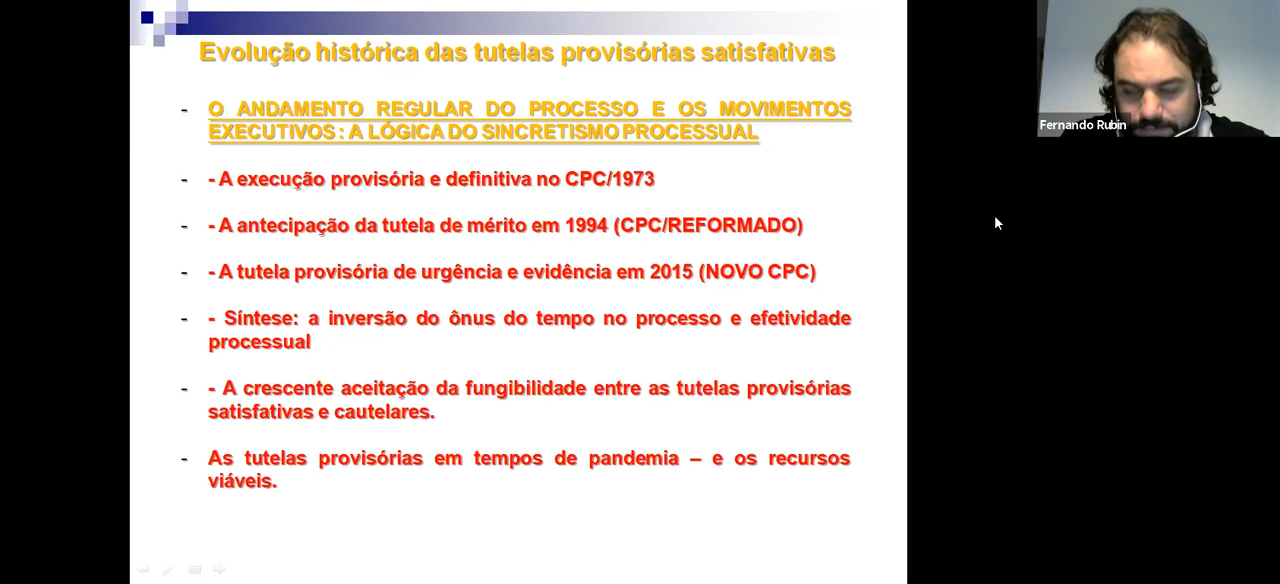 Evolução histórica das tutelas provisórias satisfativas
- O ANDAMENTO REGULAR DO PROCESSO E OS MOVIMENTOS
EXECUTIVOS : A LÓGICA DO SINCRETISMO PROCESSUAL
- - A execução provisória e definitiva no CPC/1973
- - A antecipação da tutela de mérito em 1994 (CPC/REFORMADO)
- - A tutela provisória de urgência e evidência em 2015 (NOVO CPC)
- - Síntese: a inversão do ônus do tempo no processo e efetividade
processual
- - A crescente aceitação da fungibilidade entre as tutelas provisórias
satisfativas e cautelares.
- As tutelas provisórias em tempos de pandemia – e os recursos
viáveis.
Fernando Rubin